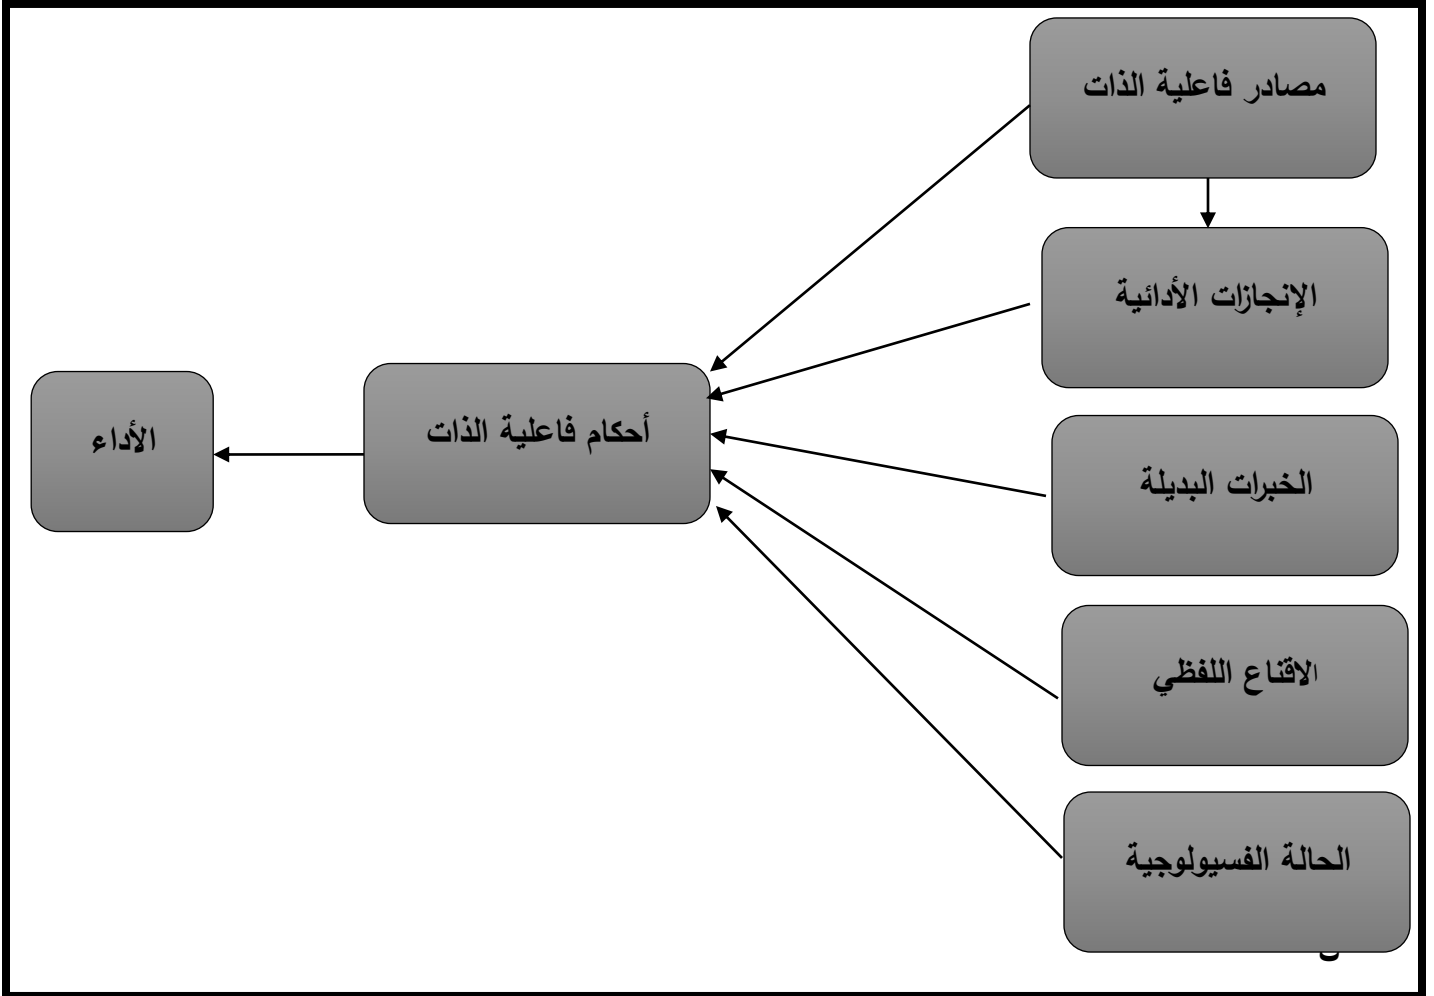 مصادر فاعلية الذات
الإنجازات الأدائية
الخبرات البديلة
الاقناع اللفظي
الحالة الفسيولوجية
أحكام فاعلية الذات
الأداء